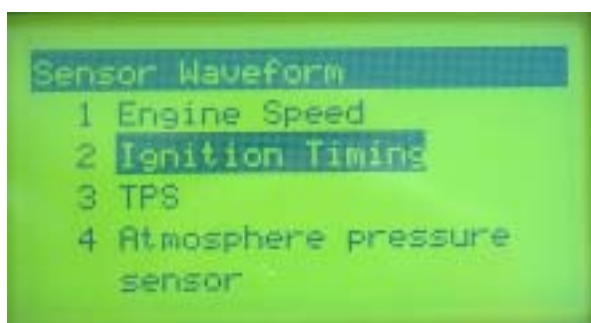 Sensor Waveform
1 Engine Speed
2 Ignition Timing
3 TPS
4 Atmosphere pressure
sensor